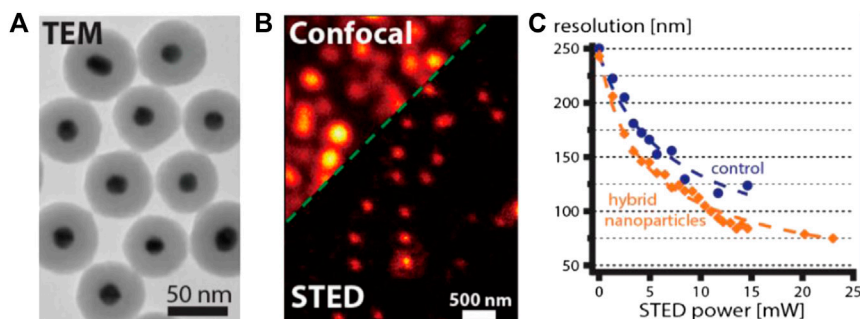 A
TEM
50 nm
B
Confocal
STED
500 nm
C
resolution [nm]
250
200
150
100
50
control
hybrid
nanoparticles
0 5 10 15 20 25
STED power [mW]